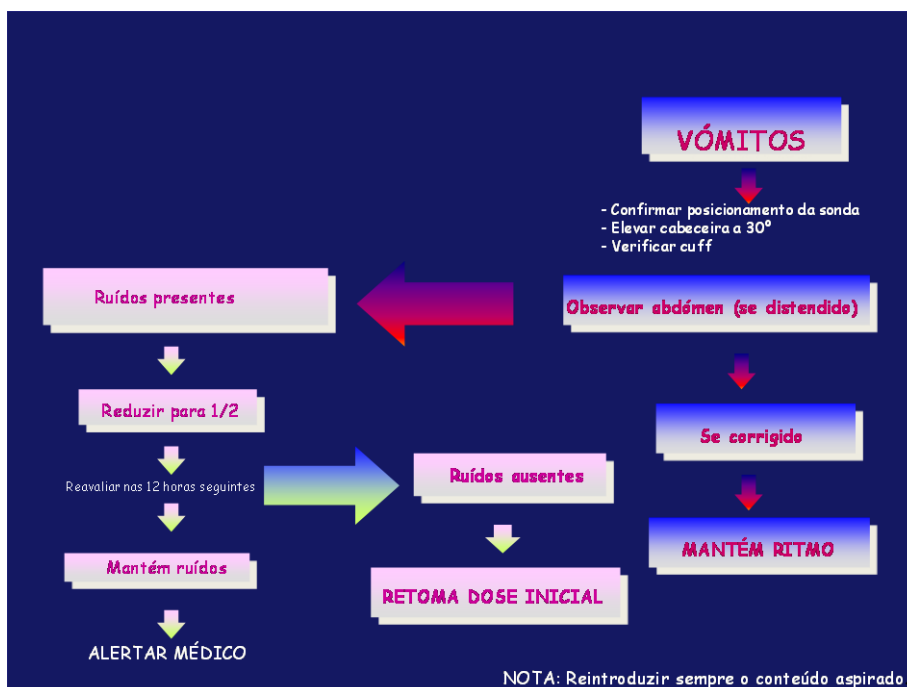 VÓMITOS
- Confirmar posicionamento da sonda
- Elevar cabeceira a 30º
- Verificar cuff
Observar abdómen (se distendido)
Ruídos presentes
Reduzir para 1/2
Reavaliar nas 12 horas seguintes
Mantém ruídos
ALERTAR MÉDICO
Ruídos ausentes
RETOMA DOSE INICIAL
Se corrigido
MANTÉM RITMO
NOTA: Reintroduzir sempre o conteúdo aspirado